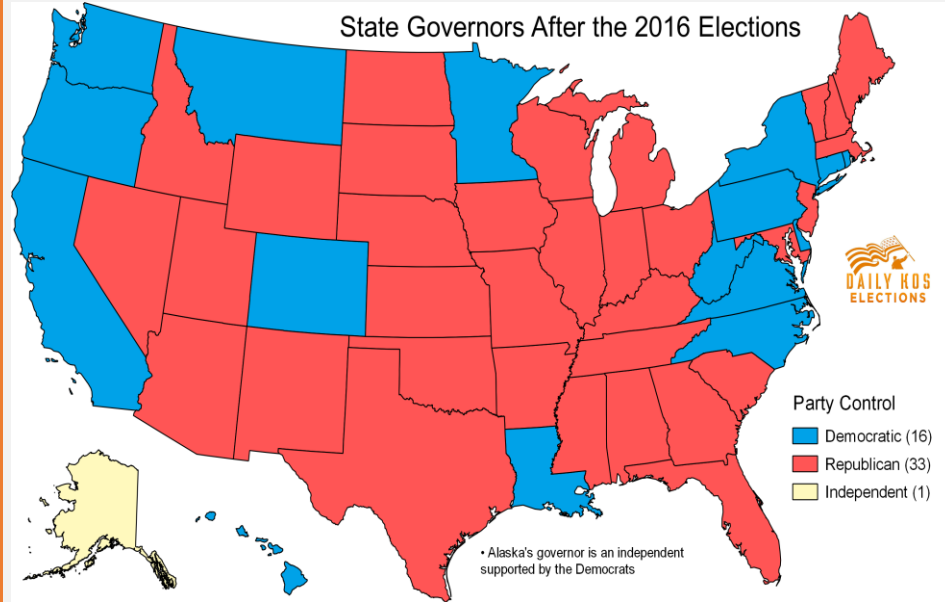 State Governors After the 2016 Elections
DAILY KOS
ELECTIONS
Party Control
Democratic (16)
Republican (33)
Independent (1)
• Alaska's governor is an independent
supported by the Democrats